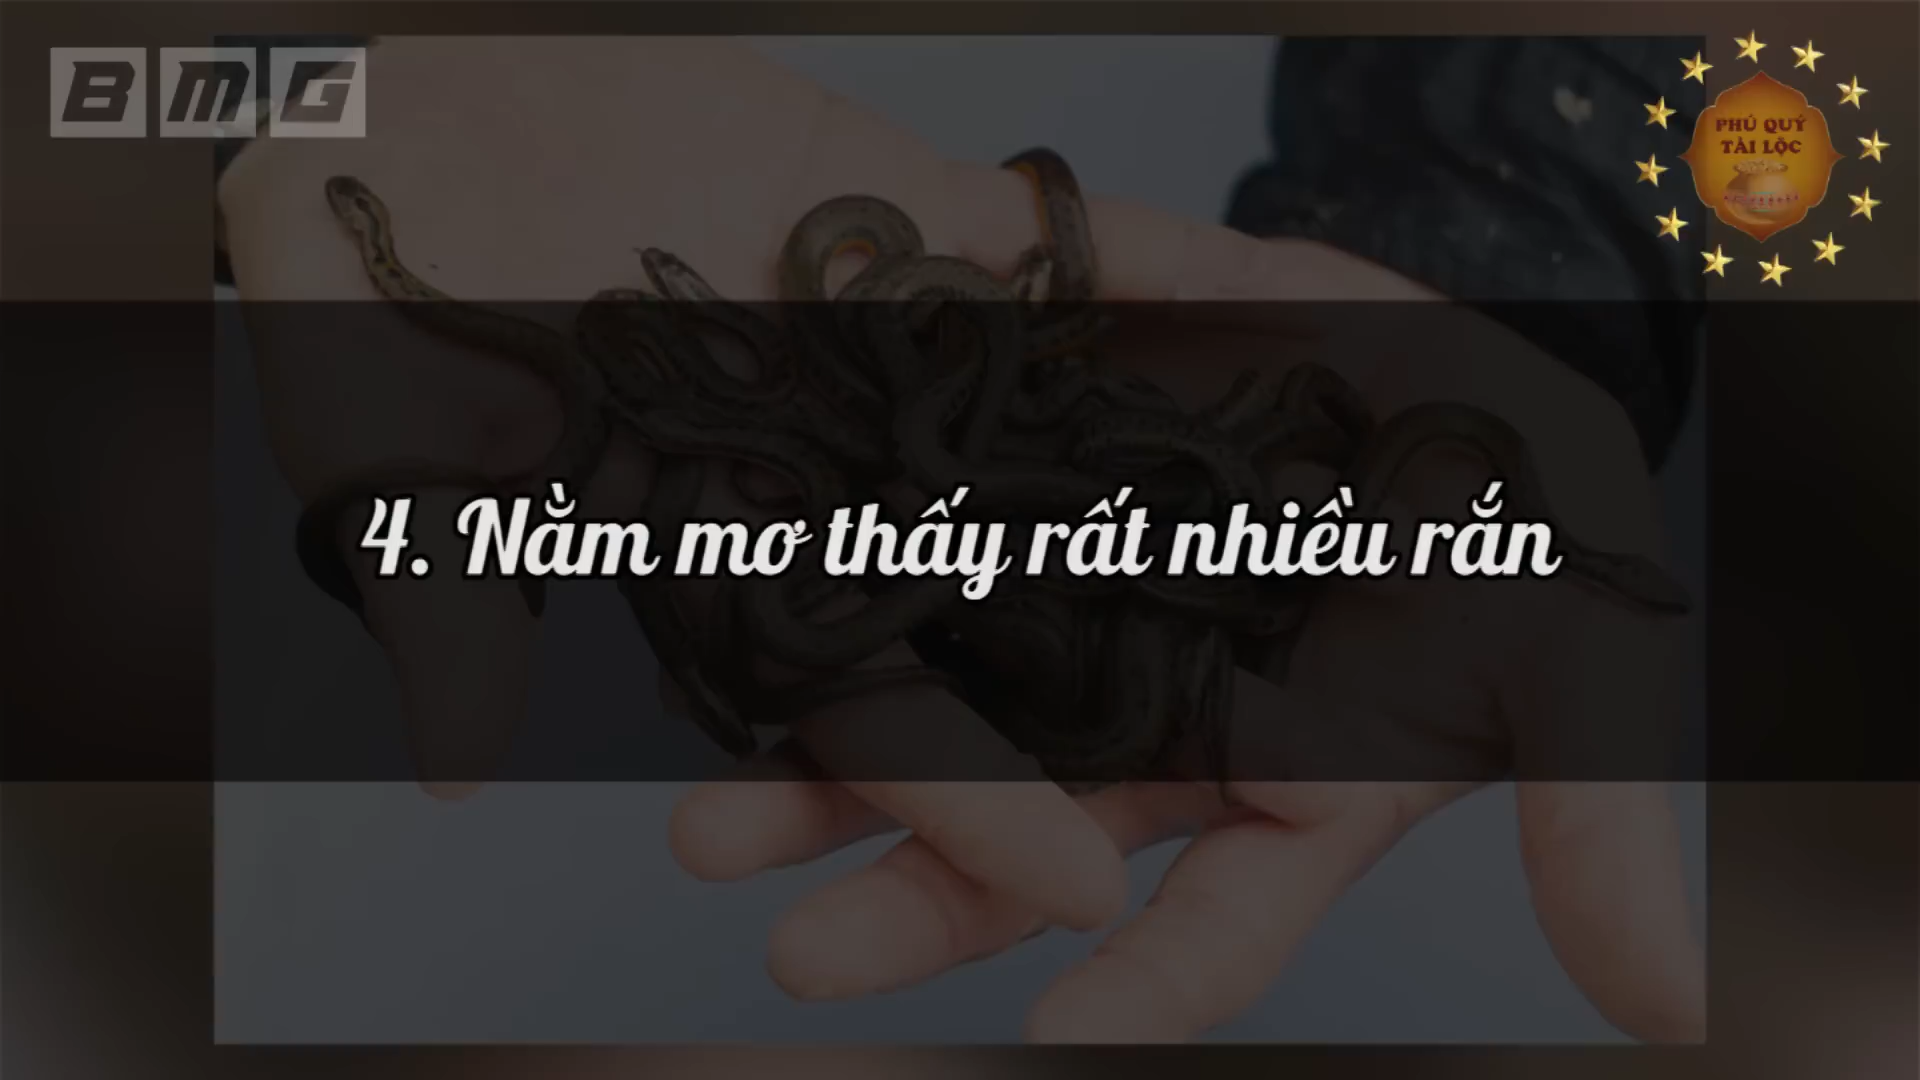 BMG
PHÚ QUÝ
TÀI LỘC
4. Nằm mơ thấy rất nhiều rắn